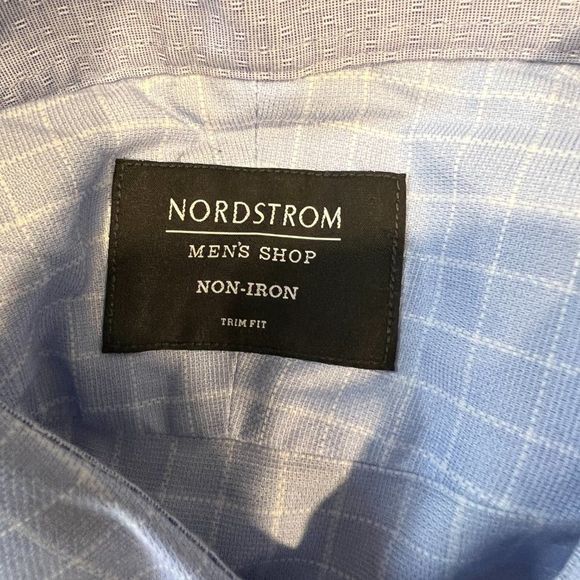 NORDSTROM
MEN'S SHOP
NON-IRON
TRIM FIT